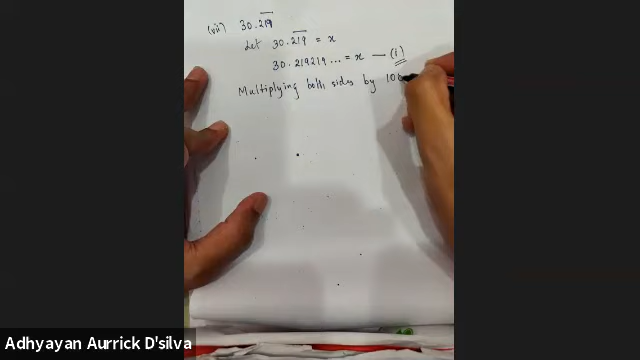 (vii) 30.2̅1̅9̅
Let 30.2̅1̅9̅ = x
30.219219... = x — (i)
Multiplying both sides by 100
Adhyayan Aurrick D'silva